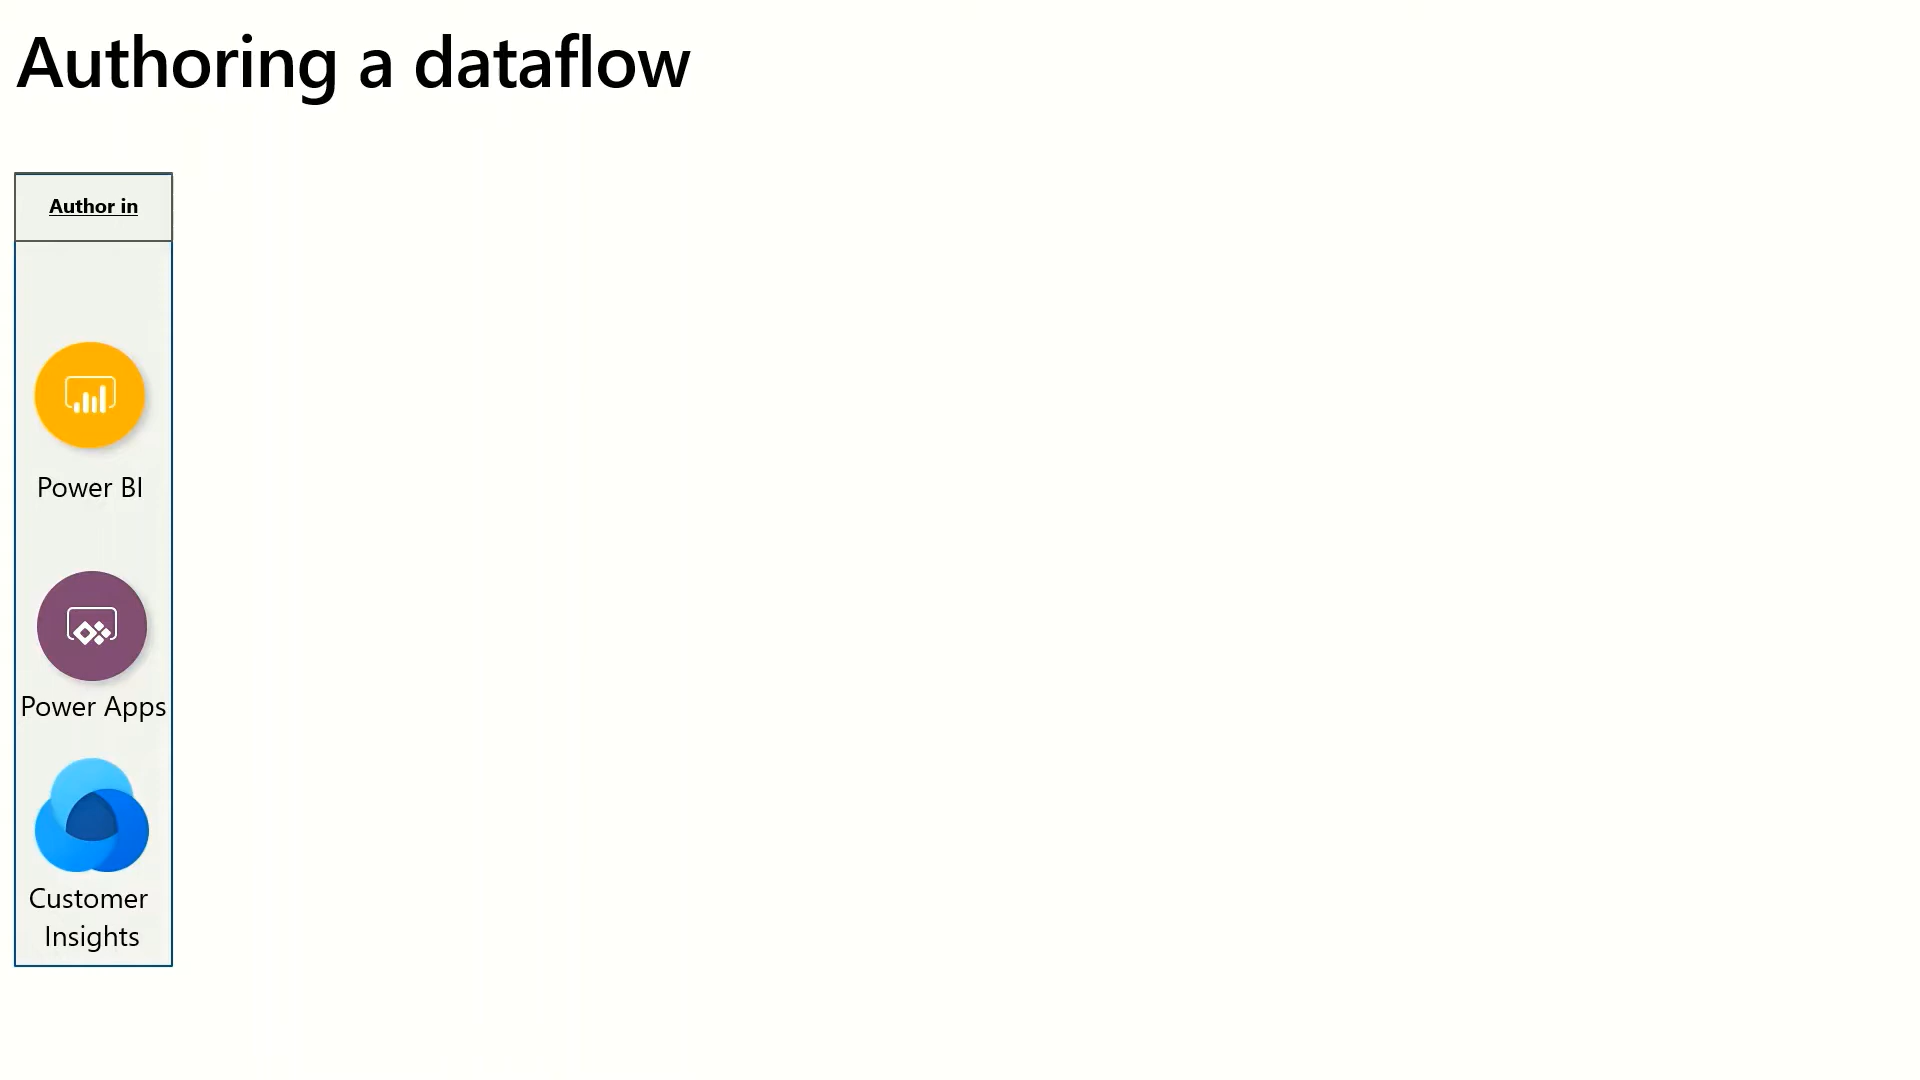 Authoring a dataflow
Author in
Power BI
Power Apps
Customer
Insights